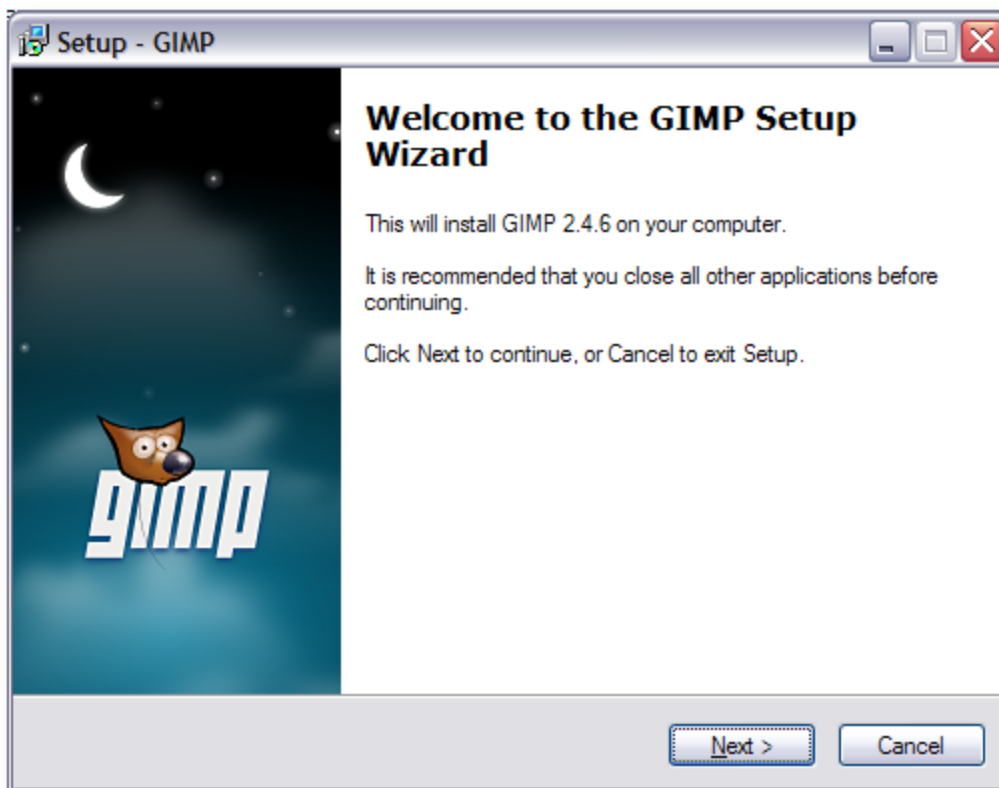 Setup - GIMP
Welcome to the GIMP Setup
Wizard
This will install GIMP 2.4.6 on your computer.
It is recommended that you close all other applications before
continuing.
Click Next to continue, or Cancel to exit Setup.
gimp
Next >
Cancel